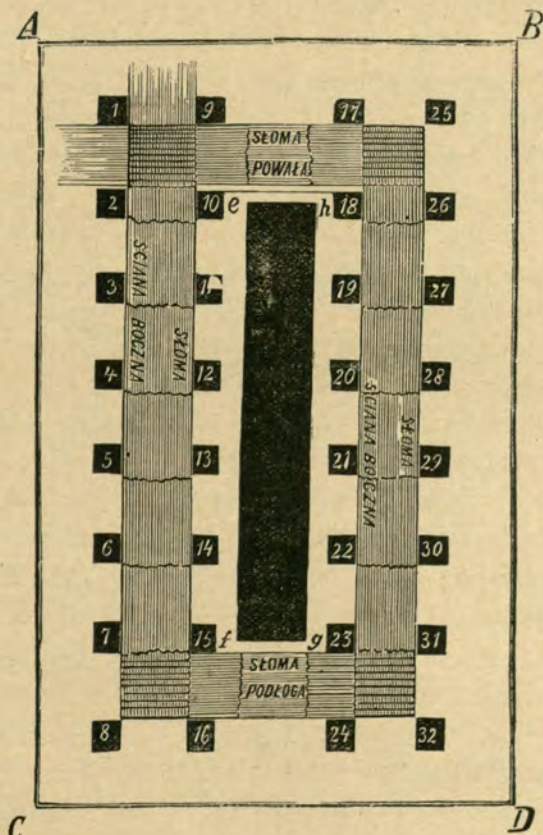 A B
1 9 17 25
SŁOMA
POWAŁA
2 10 e h 18 26
ŚCIANA BOCZNA
SŁOMA
3 19 27
4 12 20 28
ŚCIANA BOCZNA
SŁOMA
5 13 21 29
6 14 22 30
7 15 f g 23 31
SŁOMA
PODŁOGA
8 16 24 32
C D